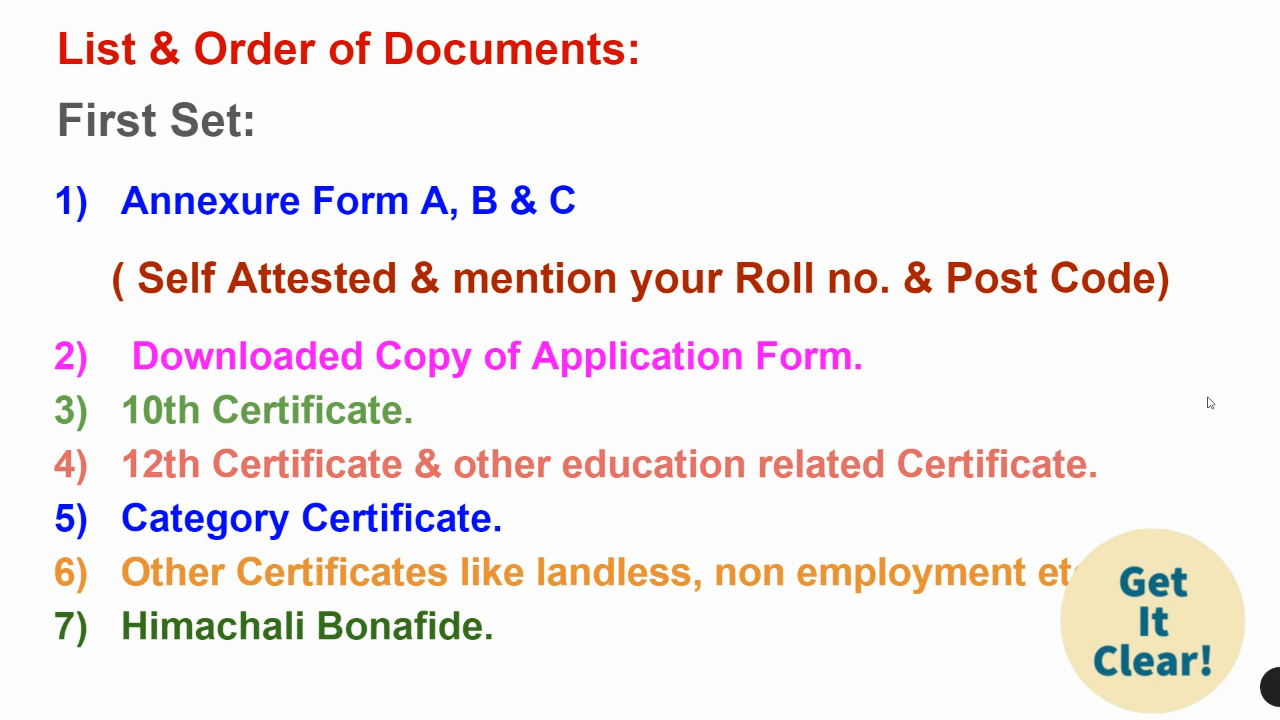 List & Order of Documents:
First Set:
1) Annexure Form A, B & C
( Self Attested & mention your Roll no. & Post Code)
2) Downloaded Copy of Application Form.
3) 10th Certificate.
4) 12th Certificate & other education related Certificate.
5) Category Certificate.
6) Other Certificates like landless, non employment etc
7) Himachali Bonafide.
Get
It
Clear!